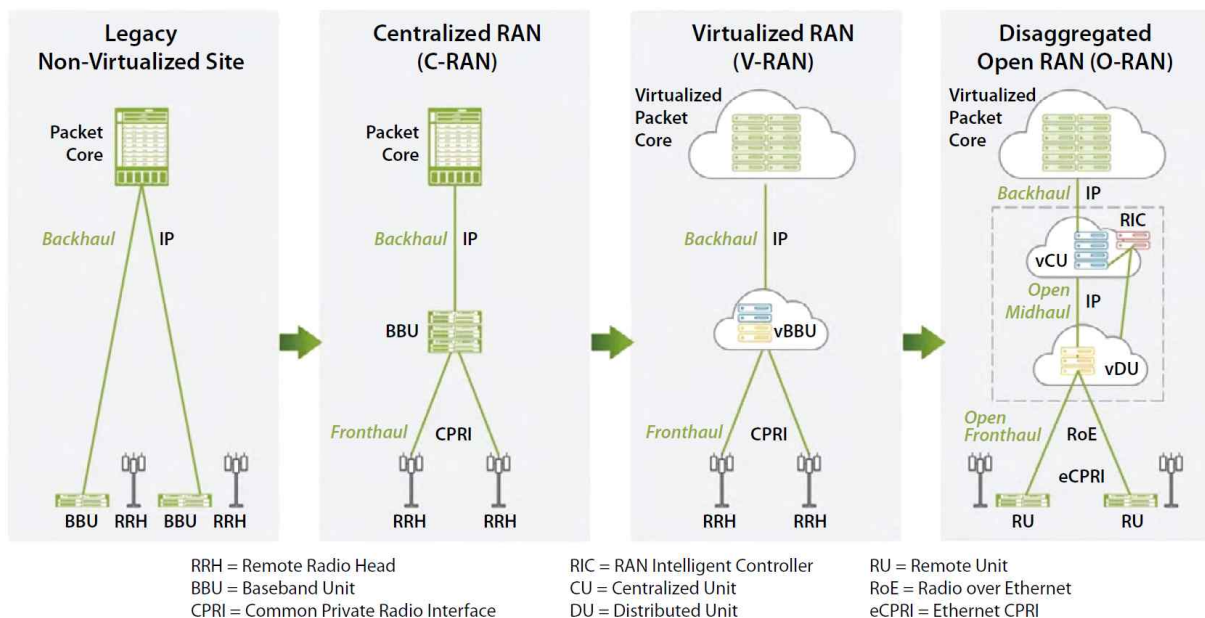 Legacy
Non-Virtualized Site
Packet
Core
Backhaul IP
BBU RRH BBU RRH
Centralized RAN
(C-RAN)
Packet
Core
Backhaul IP
BBU
Fronthaul CPRI
RRH RRH
Virtualized RAN
(V-RAN)
Virtualized
Packet
Core
Backhaul IP
vBBU
Fronthaul CPRI
RRH RRH
Disaggregated
Open RAN (O-RAN)
Virtualized
Packet
Core
Backhaul IP
RIC
vCU
Open
Midhaul IP
vDU
Open
Fronthaul RoE
eCPRI
RU RU
RRH = Remote Radio Head
BBU = Baseband Unit
CPRI = Common Private Radio Interface
RIC = RAN Intelligent Controller
CU = Centralized Unit
DU = Distributed Unit
RU = Remote Unit
RoE = Radio over Ethernet
eCPRI = Ethernet CPRI